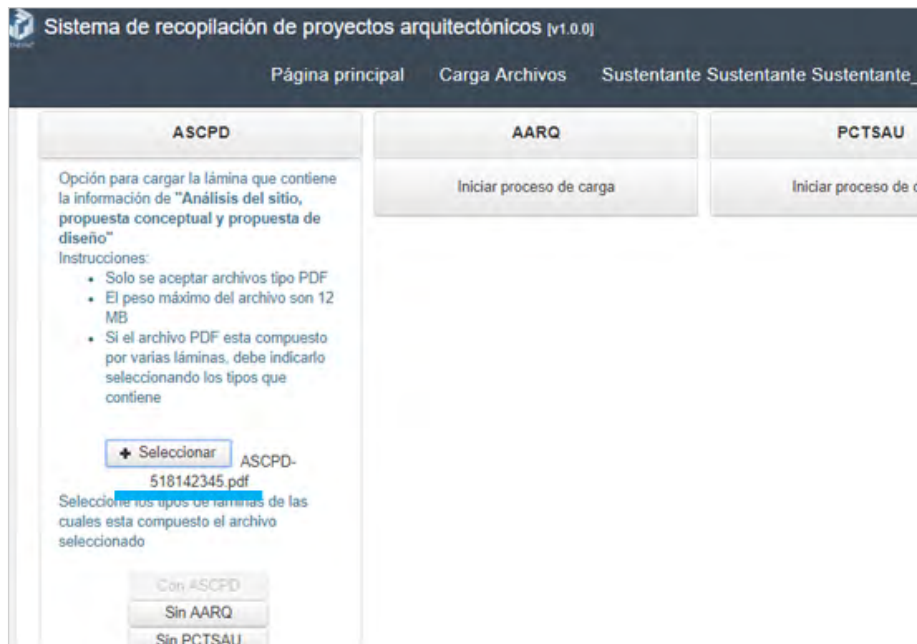 Sistema de recopilación de proyectos arquitectónicos [v1.0.0]
Página principal Carga Archivos Sustentante Sustentante Sustentante_
ASCPD
Opción para cargar la lámina que contiene
la información de "Análisis del sitio,
propuesta conceptual y propuesta de
diseño"
Instrucciones:
• Solo se aceptar archivos tipo PDF
• El peso máximo del archivo son 12
MB
• Si el archivo PDF esta compuesto
por varias láminas, debe indicarlo
seleccionando los tipos que
contiene
+ Seleccionar ASCPD-
518142345.pdf
Seleccione los tipos de láminas de las
cuales esta compuesto el archivo
seleccionado
Con ASCPD
Sin AARQ
Sin PCTSAU
AARQ
Iniciar proceso de carga
PCTSAU
Iniciar proceso de